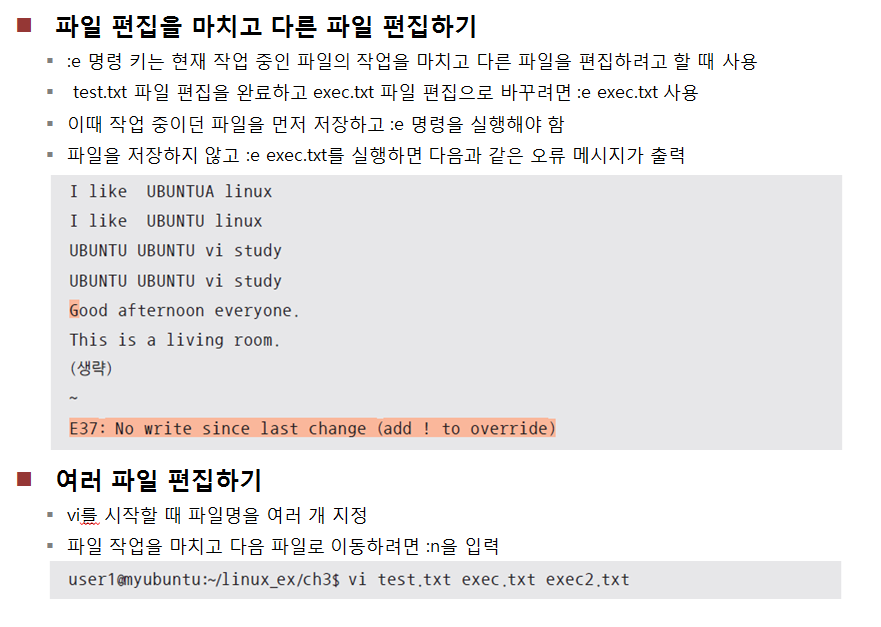 파일 편집을 마치고 다른 파일 편집하기
:e 명령 키는 현재 작업 중인 파일의 작업을 마치고 다른 파일을 편집하려고 할 때 사용
test.txt 파일 편집을 완료하고 exec.txt 파일 편집으로 바꾸려면 :e exec.txt 사용
이때 작업 중이던 파일을 먼저 저장하고 :e 명령을 실행해야 함
파일을 저장하지 않고 :e exec.txt를 실행하면 다음과 같은 오류 메시지가 출력
I like  UBUNTUA linux
I like  UBUNTU linux
UBUNTU UBUNTU vi study
UBUNTU UBUNTU vi study
Good afternoon everyone.
This is a living room.
(생략)
~
E37: No write since last change (add ! to override)
여러 파일 편집하기
vi를 시작할 때 파일명을 여러 개 지정
파일 작업을 마치고 다음 파일로 이동하려면 :n을 입력
user1@myubuntu:~/linux_ex/ch3$ vi test.txt exec.txt exec2.txt